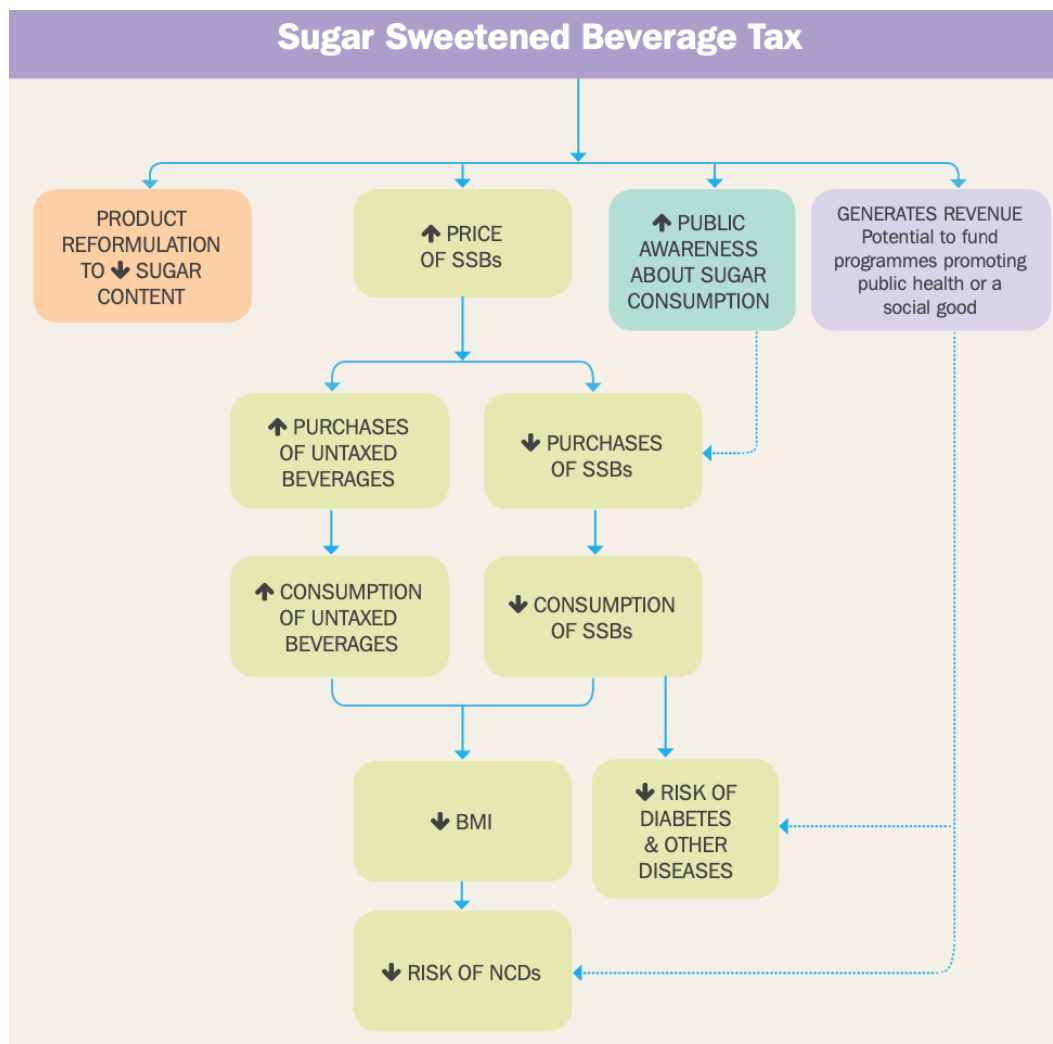 Sugar Sweetened Beverage Tax
PRODUCT
REFORMULATION
TO 🡇 SUGAR
CONTENT
🡅 PRICE
OF SSBs
🡅 PUBLIC
AWARENESS
ABOUT SUGAR
CONSUMPTION
GENERATES REVENUE
Potential to fund
programmes promoting
public health or a
social good
🡅 PURCHASES
OF UNTAXED
BEVERAGES
🡇 PURCHASES
OF SSBs
🡅 CONSUMPTION
OF UNTAXED
BEVERAGES
🡇 CONSUMPTION
OF SSBs
🡇 BMI
🡇 RISK OF
DIABETES
& OTHER
DISEASES
🡇 RISK OF NCDs